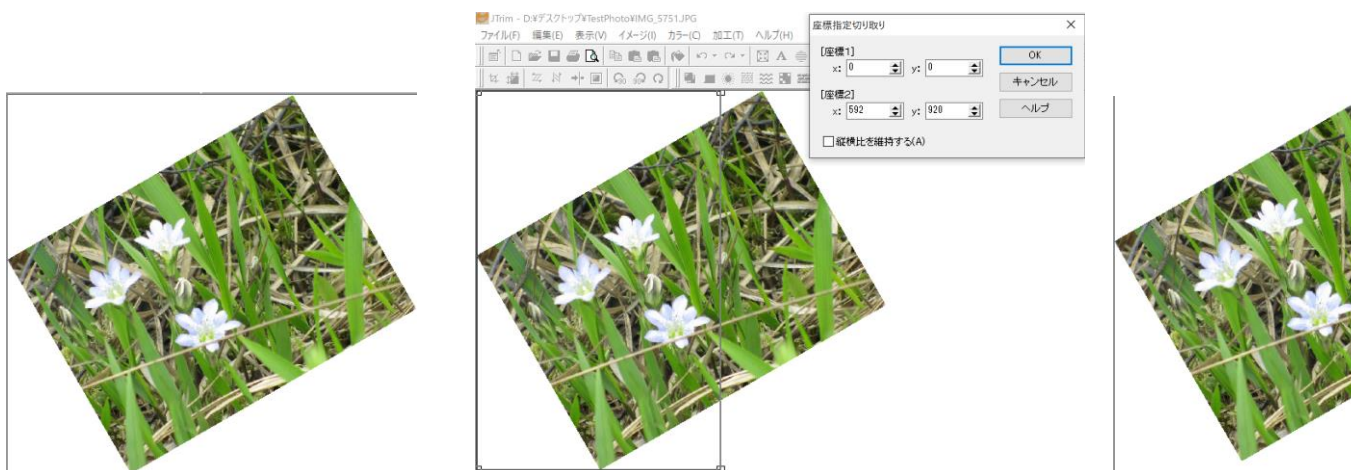 JTrim - D:¥デスクトップ¥TestPhoto¥IMG_5751.JPG
ファイル(F) 編集(E) 表示(V) イメージ(I) カラー(C) 加工(T) ヘルプ(H)
座標指定切り取り
[座標1]
x: 0 y: 0
[座標2]
x: 592 y: 920
縦横比を維持する(A)
OK
キャンセル
ヘルプ